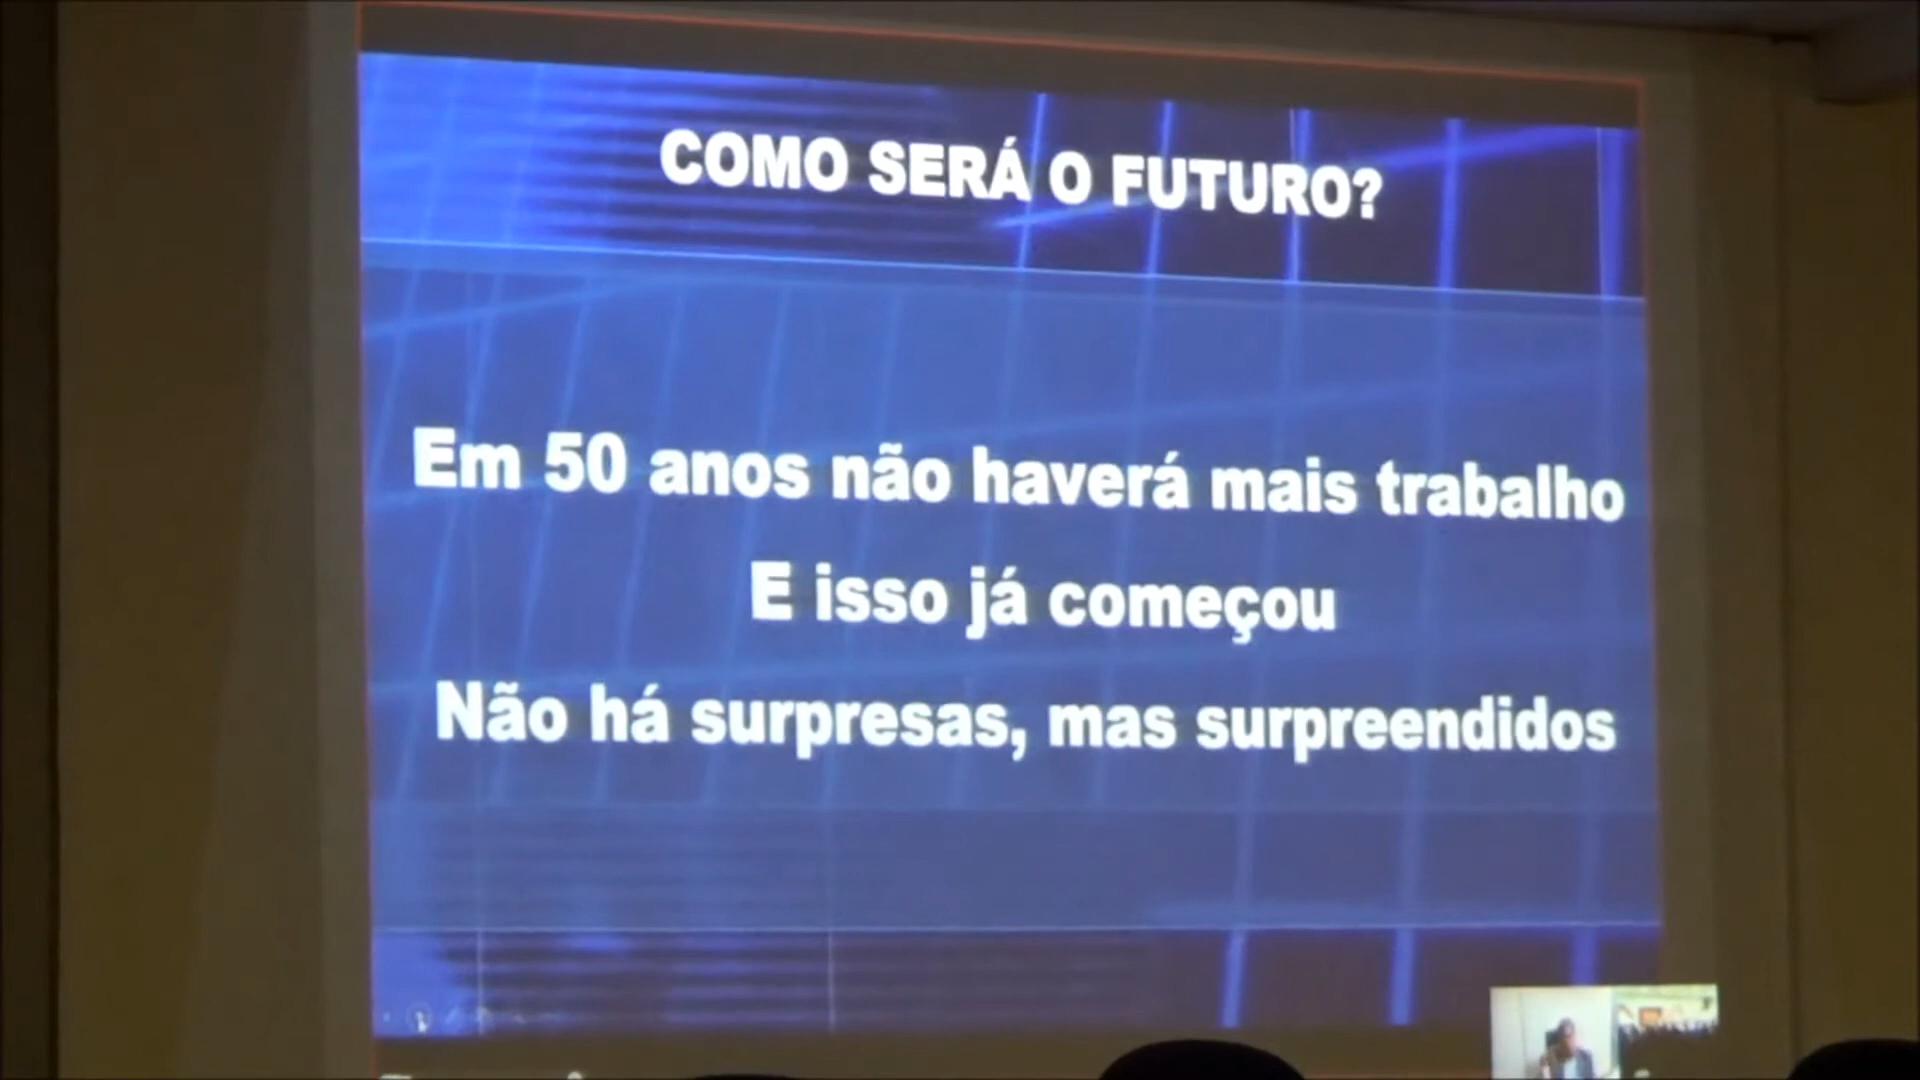 COMO SERÁ O FUTURO?
Em 50 anos não haverá mais trabalho
E isso já começou
Não há surpresas, mas surpreendidos